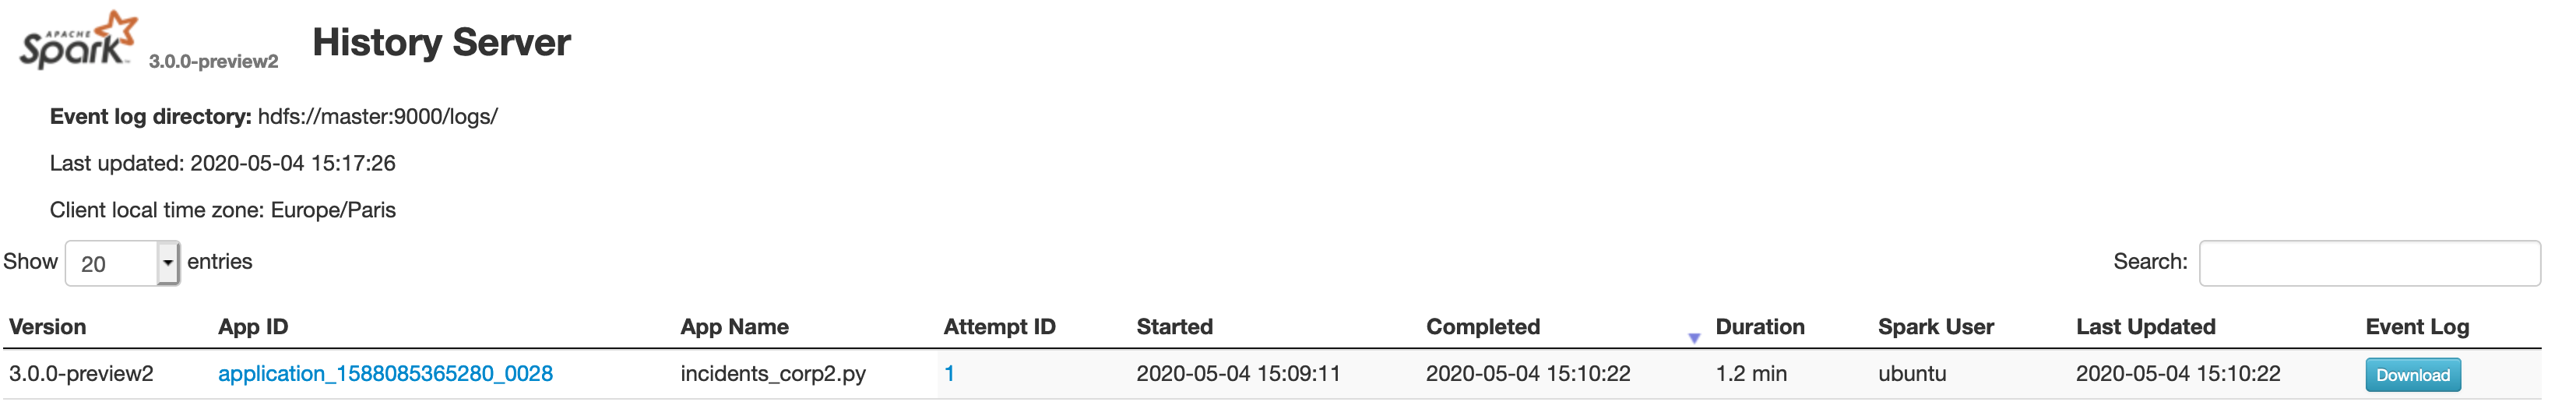 APACHE
Spark 3.0.0-preview2 History Server
Event log directory: hdfs://master:9000/logs/
Last updated: 2020-05-04 15:17:26
Client local time zone: Europe/Paris
Show 20 entries Search:
Version App ID App Name Attempt ID Started Completed Duration Spark User Last Updated Event Log
3.0.0-preview2 application_1588085365280_0028 incidents_corp2.py 1 2020-05-04 15:09:11 2020-05-04 15:10:22 1.2 min ubuntu 2020-05-04 15:10:22 Download